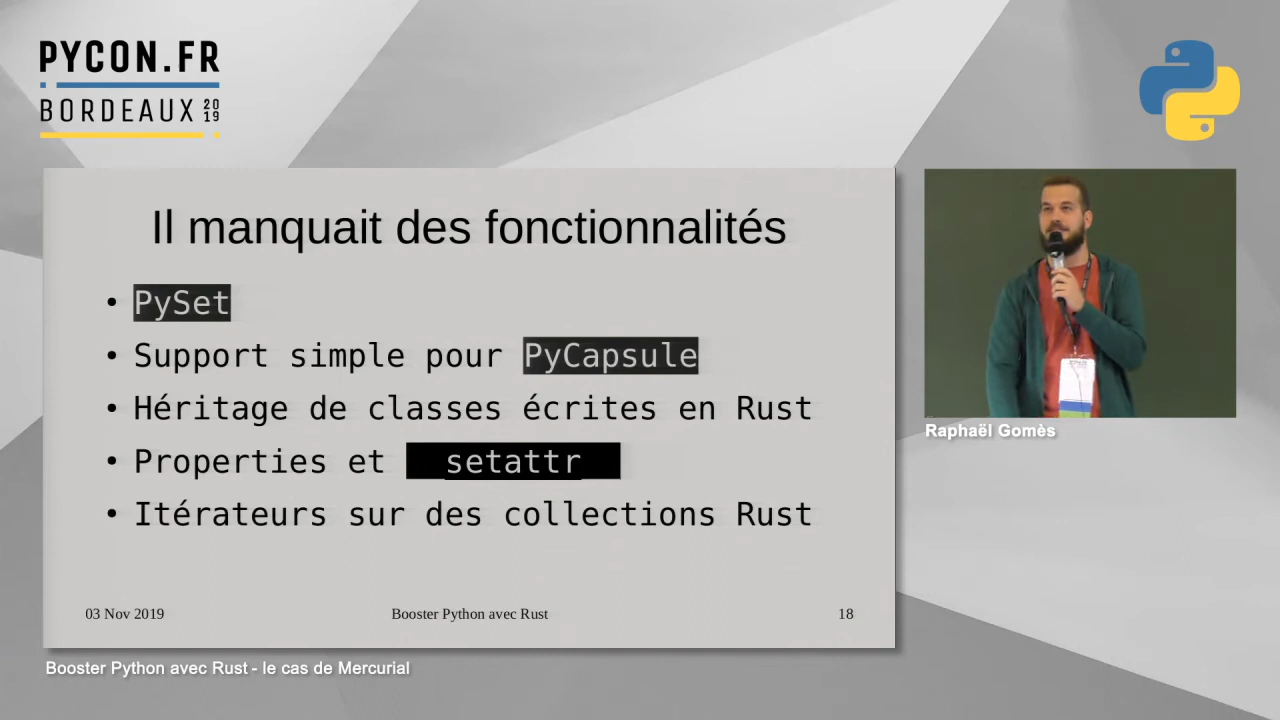 PYCON.FR
BORDEAUX 2019
Il manquait des fonctionnalités
• PySet
• Support simple pour PyCapsule
• Héritage de classes écrites en Rust
• Properties et setattr
• Itérateurs sur des collections Rust
03 Nov 2019
Booster Python avec Rust
18
Raphaël Gomès
Booster Python avec Rust - le cas de Mercurial